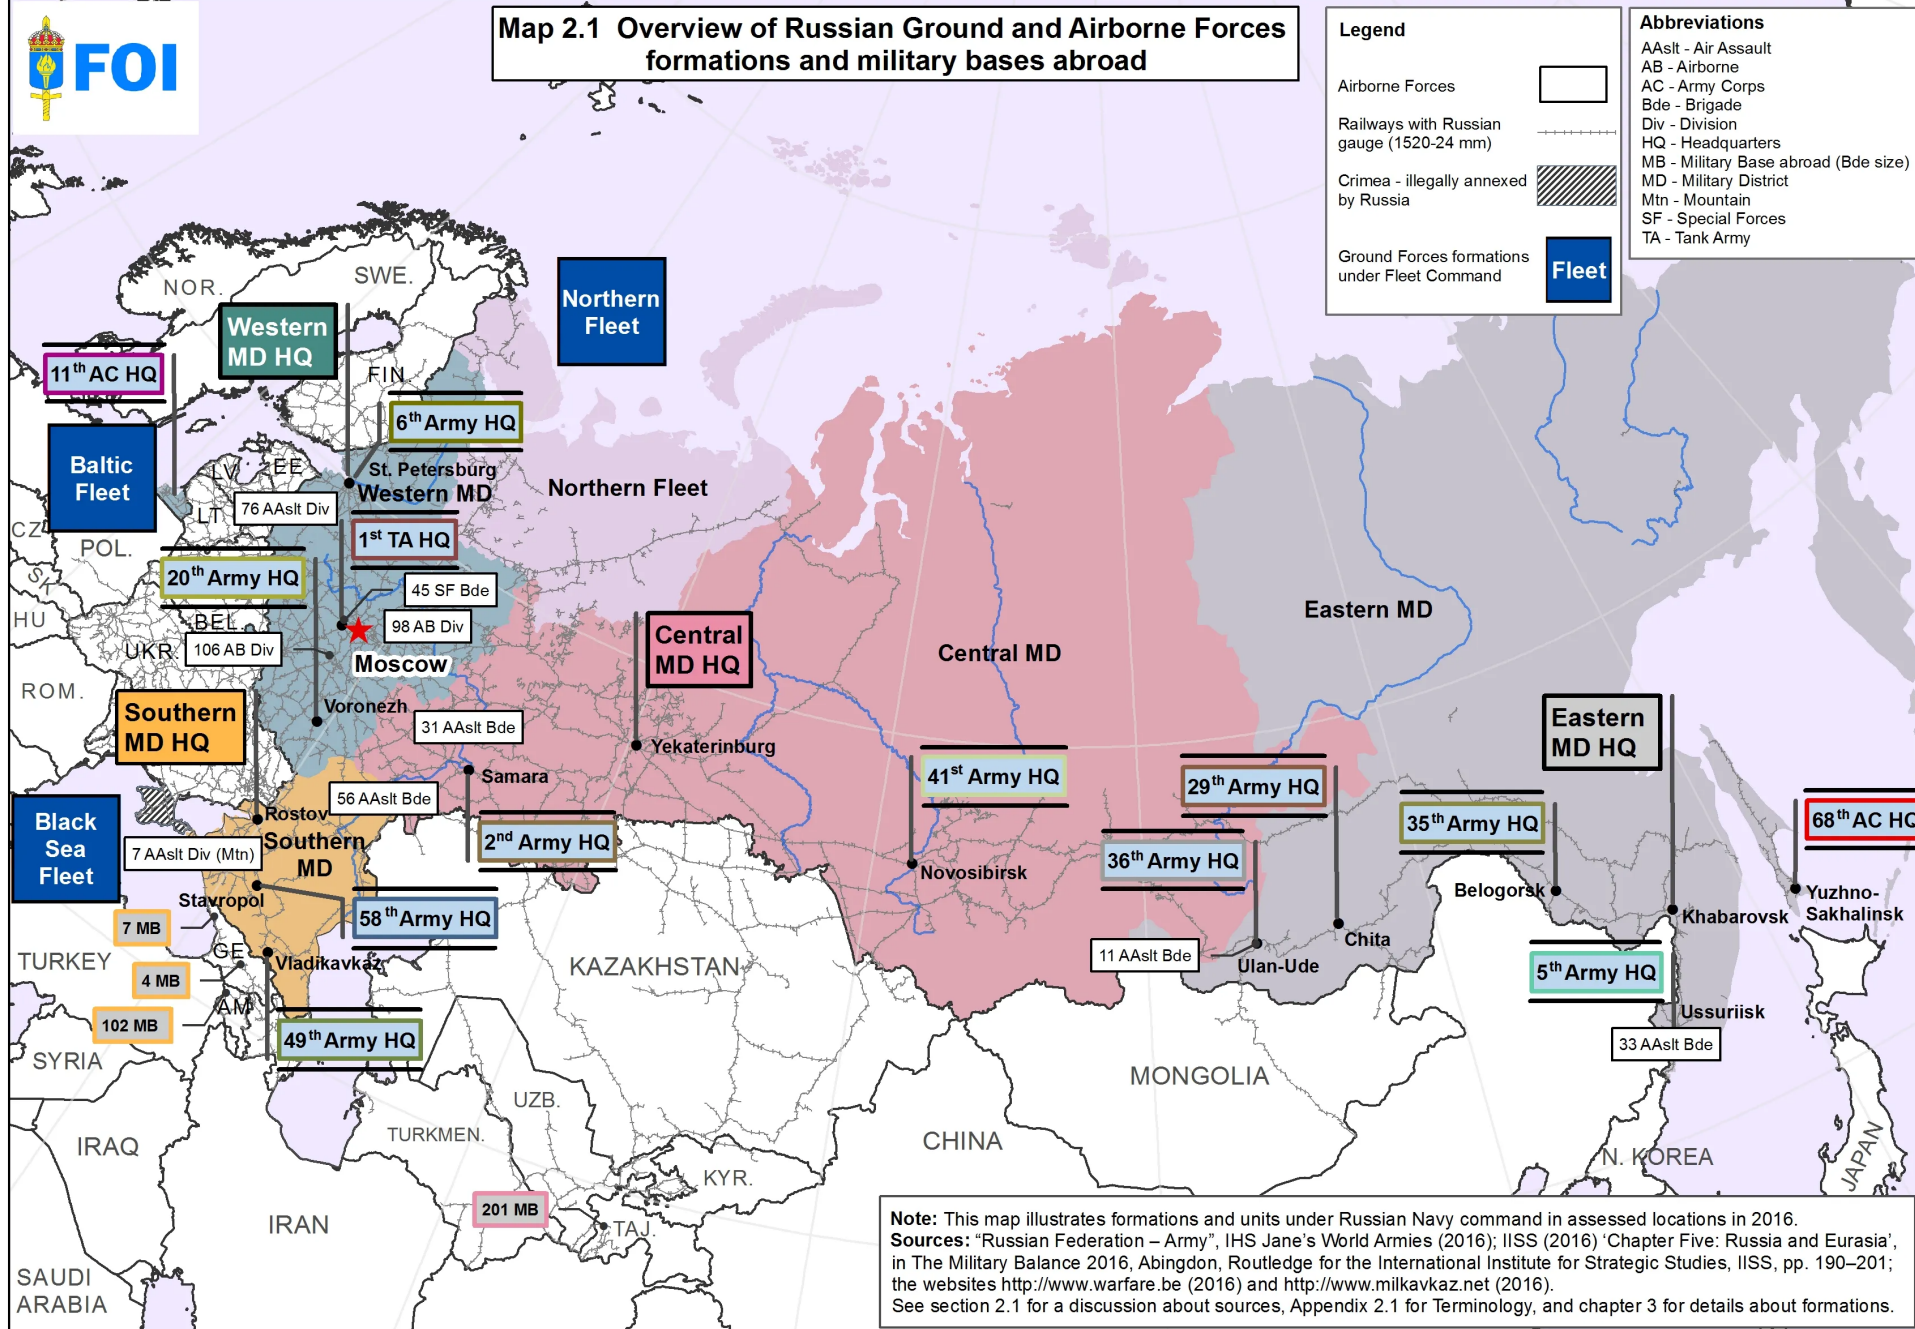 FOI
Map 2.1 Overview of Russian Ground and Airborne Forces
formations and military bases abroad
Legend
Airborne Forces
Railways with Russian
gauge (1520-24 mm)
Crimea - illegally annexed
by Russia
Ground Forces formations
under Fleet Command
Fleet
Abbreviations
AAslt - Air Assault
AB - Airborne
AC - Army Corps
Bde - Brigade
Div - Division
HQ - Headquarters
MB - Military Base abroad (Bde size)
MD - Military District
Mtn - Mountain
SF - Special Forces
TA - Tank Army
NOR.
SWE.
Northern
Fleet
Western
MD HQ
11th AC HQ
FIN.
6th Army HQ
Baltic
Fleet
LV
EE
St. Petersburg
Western MD
Northern Fleet
76 AAslt Div
LT
CZ
POL.
1st TA HQ
20th Army HQ
SK
45 SF Bde
HU
BEL.
98 AB Div
UKR.
106 AB Div
Moscow
Central
MD HQ
Central MD
Eastern MD
ROM.
Southern
MD HQ
Voronezh
31 AAslt Bde
Yekaterinburg
Eastern
MD HQ
Samara
41st Army HQ
29th Army HQ
56 AAslt Bde
Black
Sea
Fleet
Rostov
Southern
MD
7 AAslt Div (Mtn)
2nd Army HQ
35th Army HQ
68th AC HQ
36th Army HQ
Novosibirsk
Belogorsk
Yuzhno-
Sakhalinsk
Stavropol
58th Army HQ
Khabarovsk
7 MB
Chita
GE
TURKEY
Vladikavkaz
KAZAKHSTAN
11 AAslt Bde
Ulan-Ude
5th Army HQ
4 MB
AM
102 MB
Ussuriisk
49th Army HQ
33 AAslt Bde
SYRIA
MONGOLIA
UZB.
IRAQ
TURKMEN.
CHINA
N. KOREA
JAPAN
KYR.
201 MB
IRAN
TAJ.
SAUDI
ARABIA
Note: This map illustrates formations and units under Russian Navy command in assessed locations in 2016.
Sources: “Russian Federation – Army”, IHS Jane’s World Armies (2016); IISS (2016) ‘Chapter Five: Russia and Eurasia’,
in The Military Balance 2016, Abingdon, Routledge for the International Institute for Strategic Studies, IISS, pp. 190–201;
the websites http://www.warfare.be (2016) and http://www.milkavkaz.net (2016).
See section 2.1 for a discussion about sources, Appendix 2.1 for Terminology, and chapter 3 for details about formations.